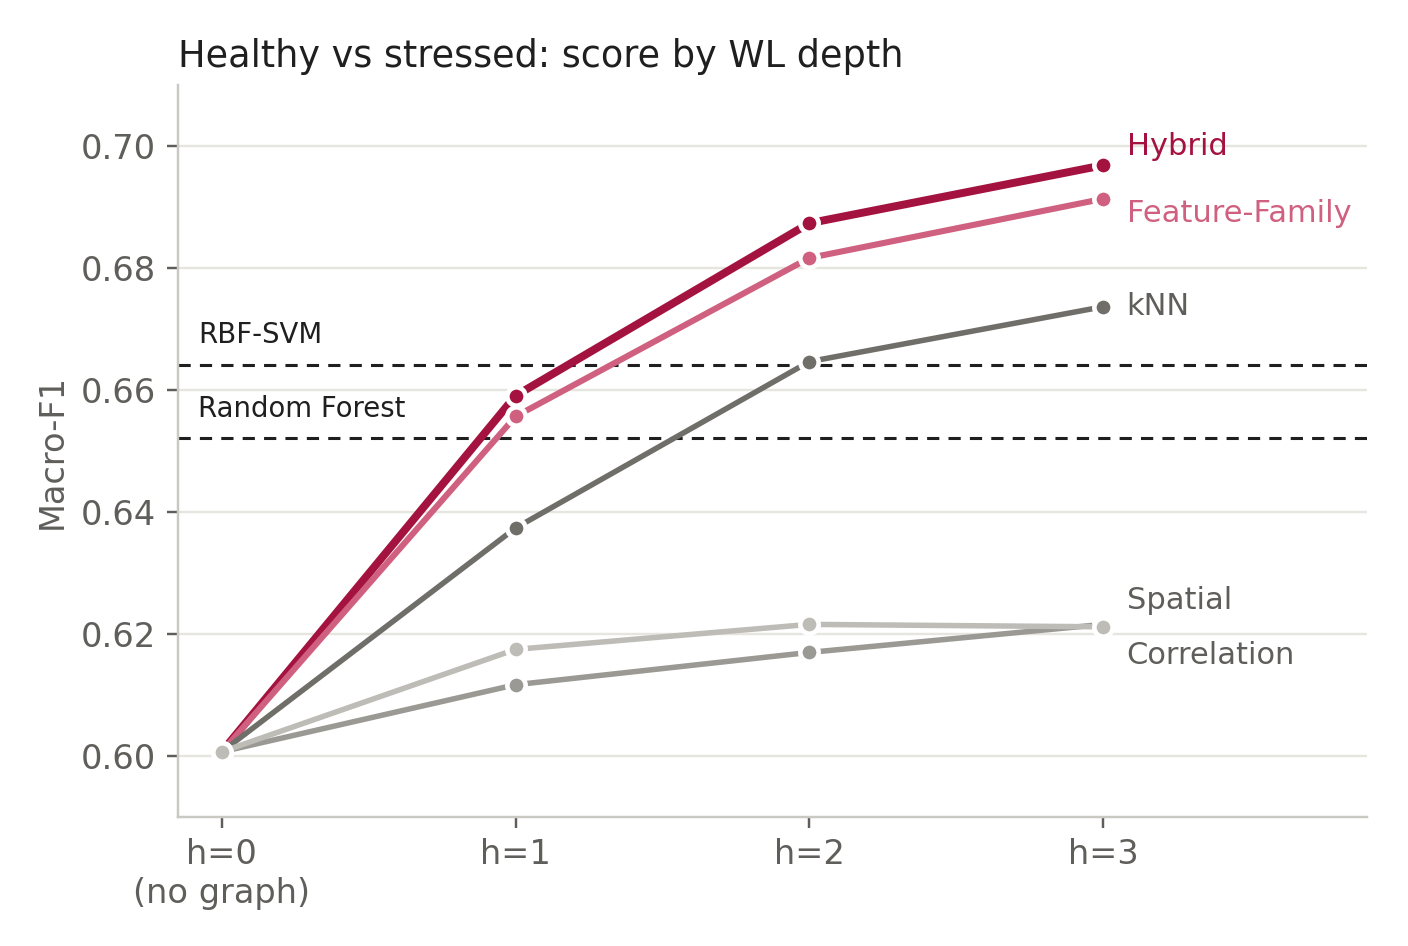 Healthy vs stressed: score by WL depth
Macro-F1
0.70
0.68
0.66
0.64
0.62
0.60
RBF-SVM
Random Forest
Hybrid
Feature-Family
kNN
Spatial
Correlation
h=0
(no graph)
h=1
h=2
h=3